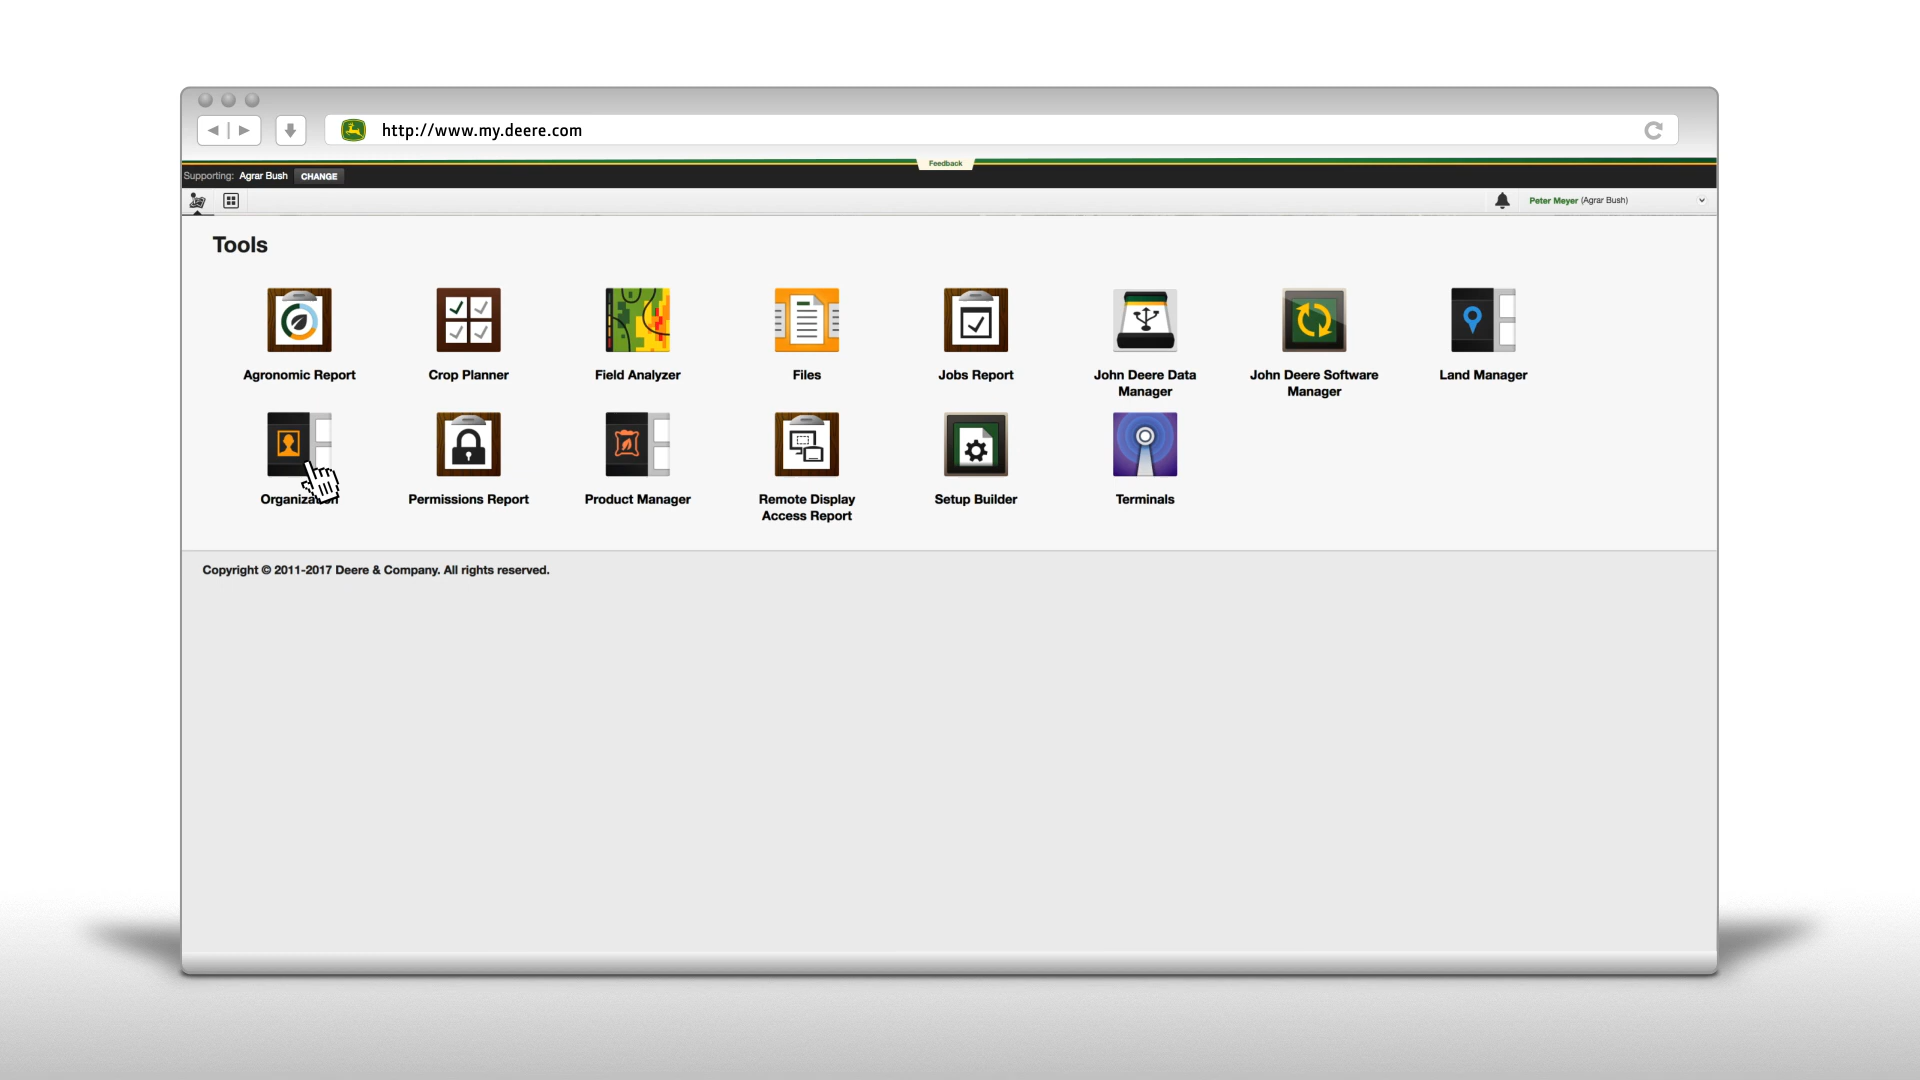 http://www.my.deere.com
Feedback
Supporting: Agrar Bush CHANGE
Peter Meyer (Agrar Bush)
Tools
Agronomic Report
Crop Planner
Field Analyzer
Files
Jobs Report
John Deere Data
Manager
John Deere Software
Manager
Land Manager
Organization
Permissions Report
Product Manager
Remote Display
Access Report
Setup Builder
Terminals
Copyright © 2011-2017 Deere & Company. All rights reserved.